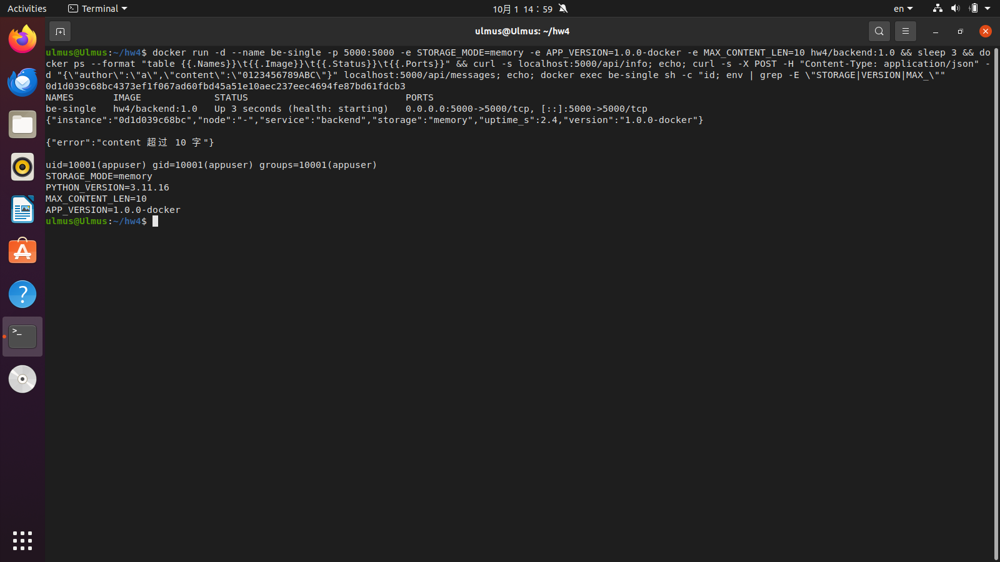 Activities
Terminal
10月 1 14：59
en
ulmus@Ulmus: ~/hw4
ulmus@Ulmus:~/hw4$ docker run -d --name be-single -p 5000:5000 -e STORAGE_MODE=memory -e APP_VERSION=1.0.0-docker -e MAX_CONTENT_LEN=10 hw4/backend:1.0 && sleep 3 && do
cker ps --format "table {{.Names}}\t{{.Image}}\t{{.Status}}\t{{.Ports}}" && curl -s localhost:5000/api/info; echo; curl -s -X POST -H "Content-Type: application/json" -
d "{\"author\":\"a\",\"content\":\"0123456789ABC\"}" localhost:5000/api/messages; echo; docker exec be-single sh -c "id; env | grep -E \"STORAGE|VERSION|MAX_\""
0d1d039c68bc4373ef1f067ad60fbd45a51e10aec237eec4694fe87bd61fdcb3
NAMES IMAGE STATUS PORTS
be-single hw4/backend:1.0 Up 3 seconds (health: starting) 0.0.0.0:5000->5000/tcp, [::]:5000->5000/tcp
{"instance":"0d1d039c68bc","node":"-","service":"backend","storage":"memory","uptime_s":2.4,"version":"1.0.0-docker"}
{"error":"content 超过 10 字"}
uid=10001(appuser) gid=10001(appuser) groups=10001(appuser)
STORAGE_MODE=memory
PYTHON_VERSION=3.11.16
MAX_CONTENT_LEN=10
APP_VERSION=1.0.0-docker
ulmus@Ulmus:~/hw4$